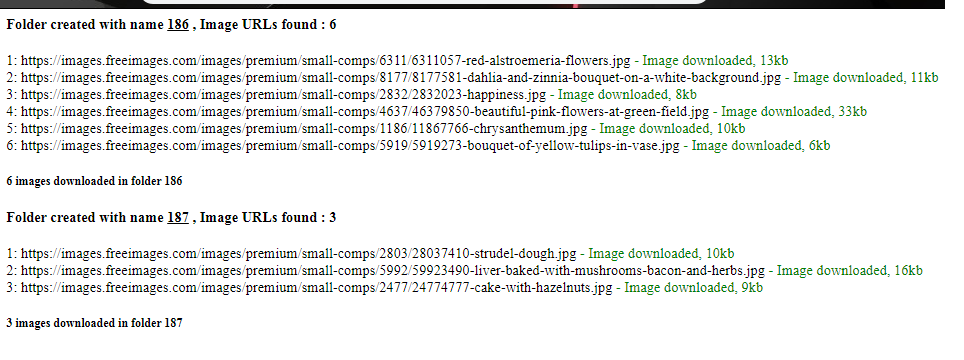 Folder created with name 186 , Image URLs found : 6
1: https://images.freeimages.com/images/premium/small-comps/6311/6311057-red-alstroemeria-flowers.jpg - Image downloaded, 13kb
2: https://images.freeimages.com/images/premium/small-comps/8177/8177581-dahlia-and-zinnia-bouquet-on-a-white-background.jpg - Image downloaded, 11kb
3: https://images.freeimages.com/images/premium/small-comps/2832/2832023-happiness.jpg - Image downloaded, 8kb
4: https://images.freeimages.com/images/premium/small-comps/4637/46379850-beautiful-pink-flowers-at-green-field.jpg - Image downloaded, 33kb
5: https://images.freeimages.com/images/premium/small-comps/1186/11867766-chrysanthemum.jpg - Image downloaded, 10kb
6: https://images.freeimages.com/images/premium/small-comps/5919/5919273-bouquet-of-yellow-tulips-in-vase.jpg - Image downloaded, 6kb
6 images downloaded in folder 186
Folder created with name 187 , Image URLs found : 3
1: https://images.freeimages.com/images/premium/small-comps/2803/28037410-strudel-dough.jpg - Image downloaded, 10kb
2: https://images.freeimages.com/images/premium/small-comps/5992/59923490-liver-baked-with-mushrooms-bacon-and-herbs.jpg - Image downloaded, 16kb
3: https://images.freeimages.com/images/premium/small-comps/2477/24774777-cake-with-hazelnuts.jpg - Image downloaded, 9kb
3 images downloaded in folder 187